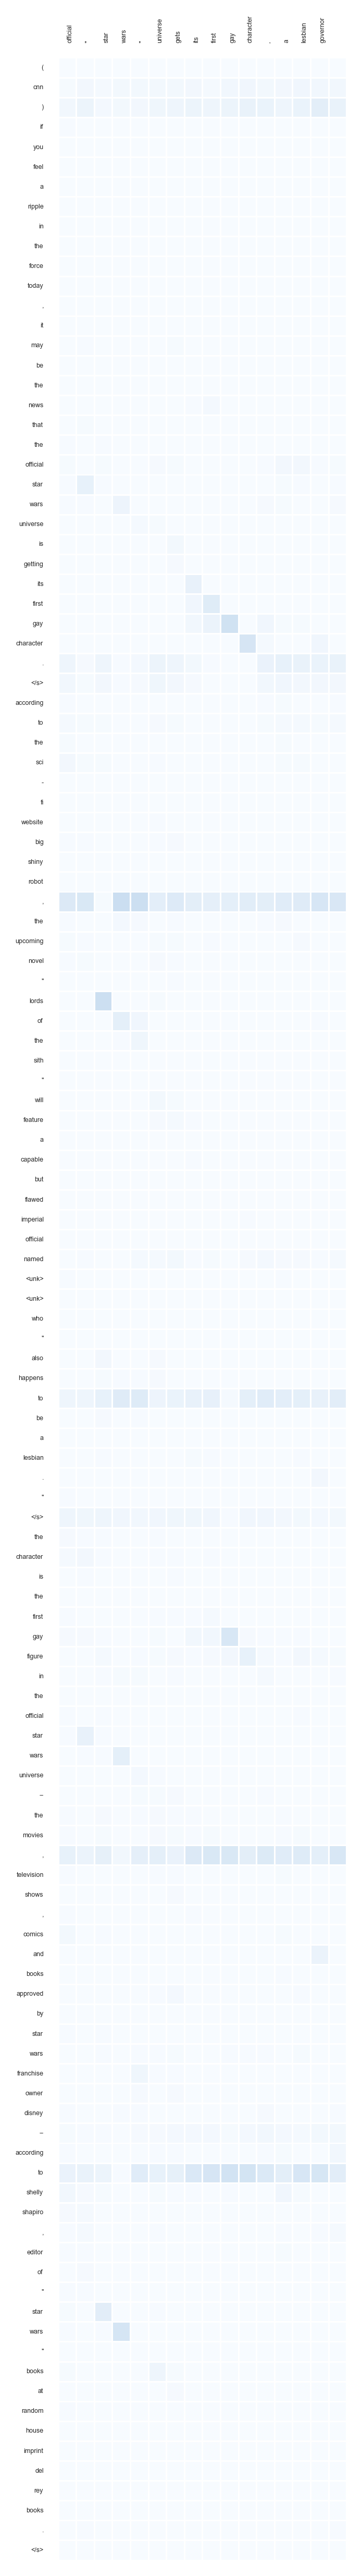 official " star wars " universe gets its first gay character , a lesbian governor
(
cnn
)
if
you
feel
a
ripple
in
the
force
today
,
it
may
be
the
news
that
the
official
star
wars
universe
is
getting
its
first
gay
character
.
</s>
according
to
the
sci
-
fi
website
big
shiny
robot
,
the
upcoming
novel
"
lords
of
the
sith
"
will
feature
a
capable
but
flawed
imperial
official
named
<unk>
<unk>
who
"
also
happens
to
be
a
lesbian
.
"
</s>
the
character
is
the
first
gay
figure
in
the
official
star
wars
universe
--
the
movies
,
television
shows
,
comics
and
books
approved
by
star
wars
franchise
owner
disney
--
according
to
shelly
shapiro
,
editor
of
"
star
wars
"
books
at
random
house
imprint
del
rey
books
.
</s>